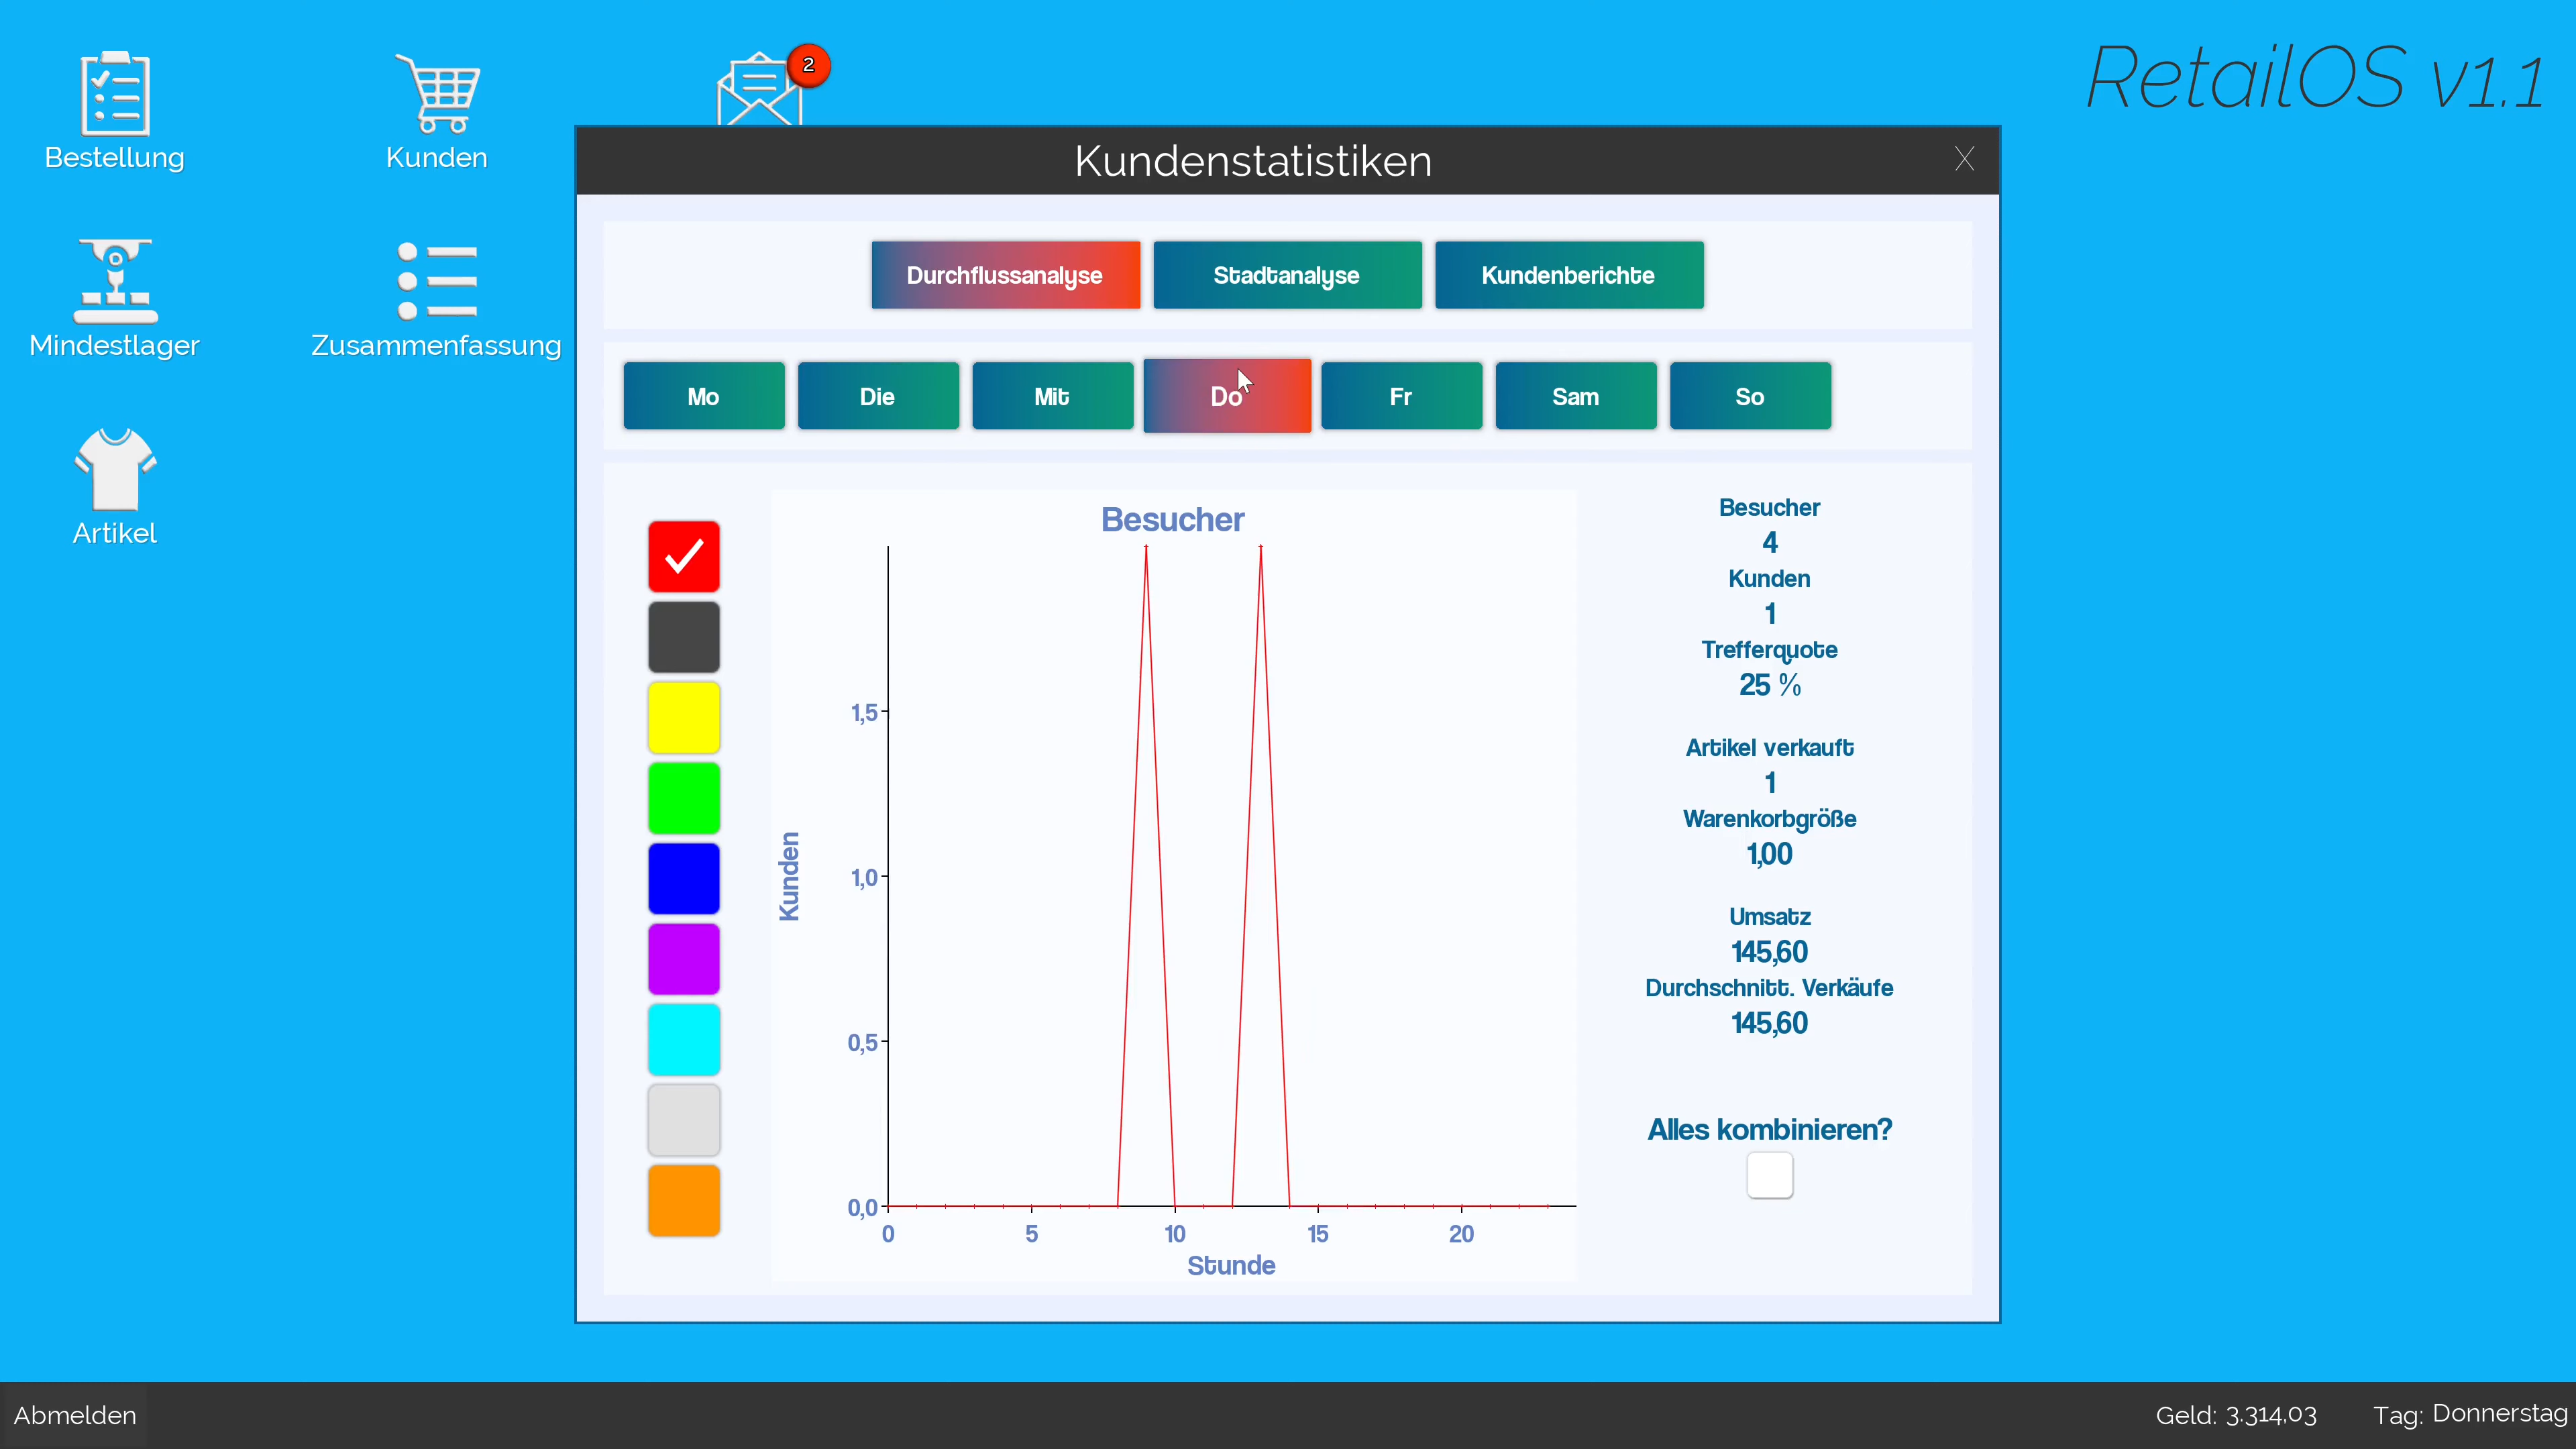 2
RetailOS v1.1
Bestellung
Kunden
Kundenstatistiken
X
Durchflussanalyse
Stadtanalyse
Kundenberichte
Mindestlager
Zusammenfassung
Mo
Die
Mit
Do
Fr
Sam
So
Artikel
Besucher
1,5
1,0
0,5
0,0
Kunden
0
5
10
15
20
Stunde
Besucher
4
Kunden
1
Trefferquote
25 %
Artikel verkauft
1
Warenkorbgröße
1,00
Umsatz
145,60
Durchschnitt. Verkäufe
145,60
Alles kombinieren?
Abmelden
Geld: 3.314,03
Tag: Donnerstag